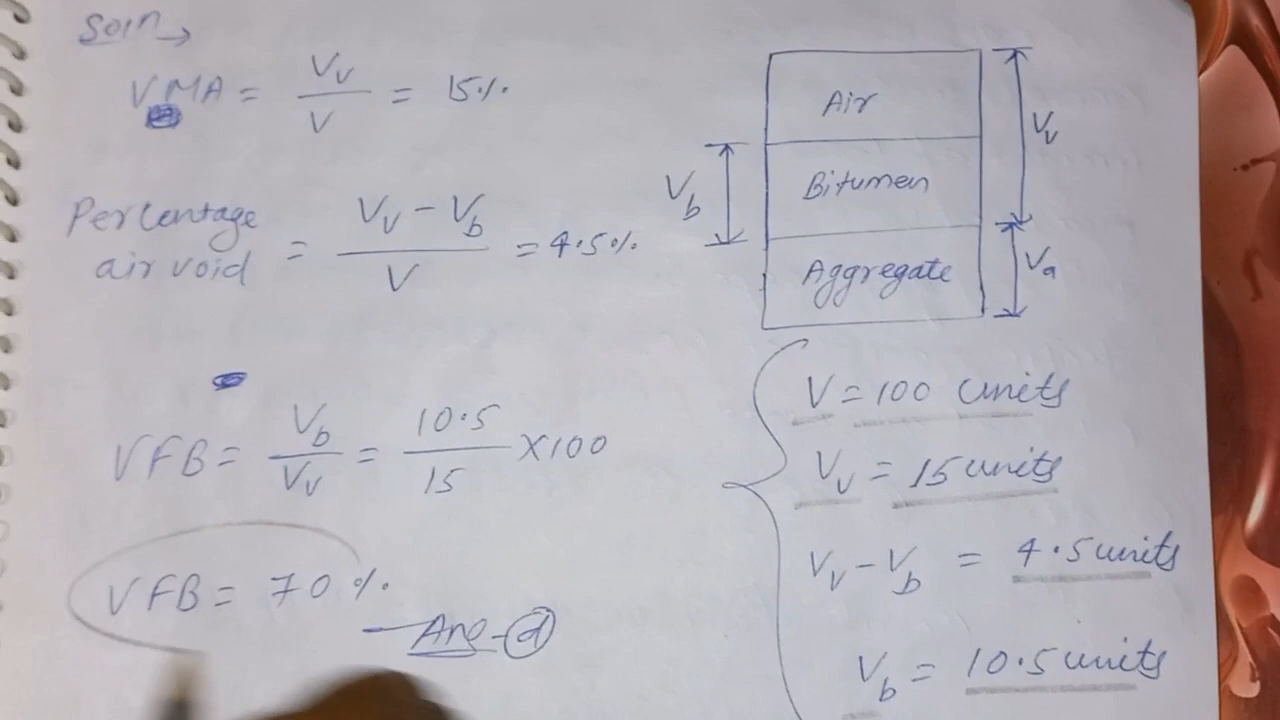 Soln →
VMA = Vv / V = 15%
Percentage air void = Vv - Vb / V = 4.5%
VFB = Vb / Vv = 10.5 / 15 × 100
VFB = 70%.
Ans - d
Air
Bitumen
Aggregate
Vb
Vv
Va
V = 100 units
Vv = 15 units
Vv - Vb = 4.5 units
Vb = 10.5 units